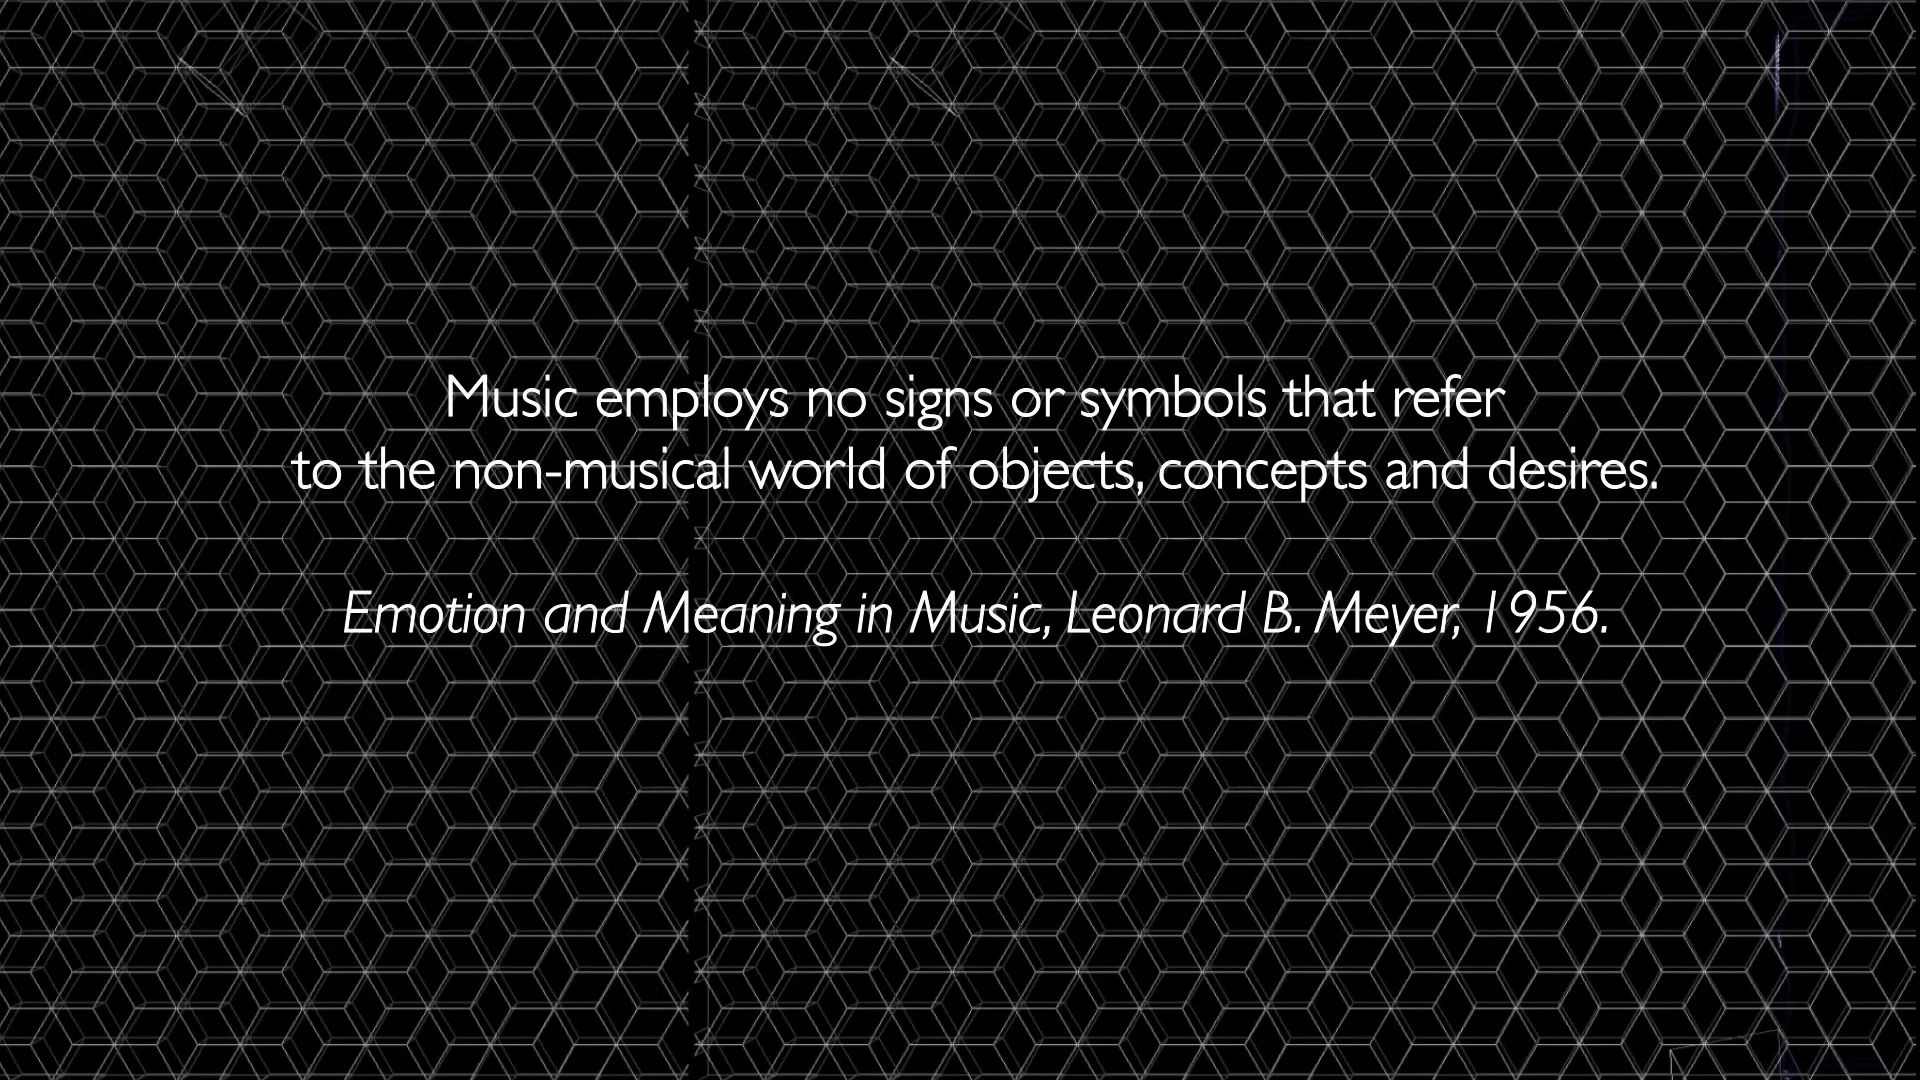 Music employs no signs or symbols that refer
to the non-musical world of objects, concepts and desires.
Emotion and Meaning in Music, Leonard B. Meyer, 1956.